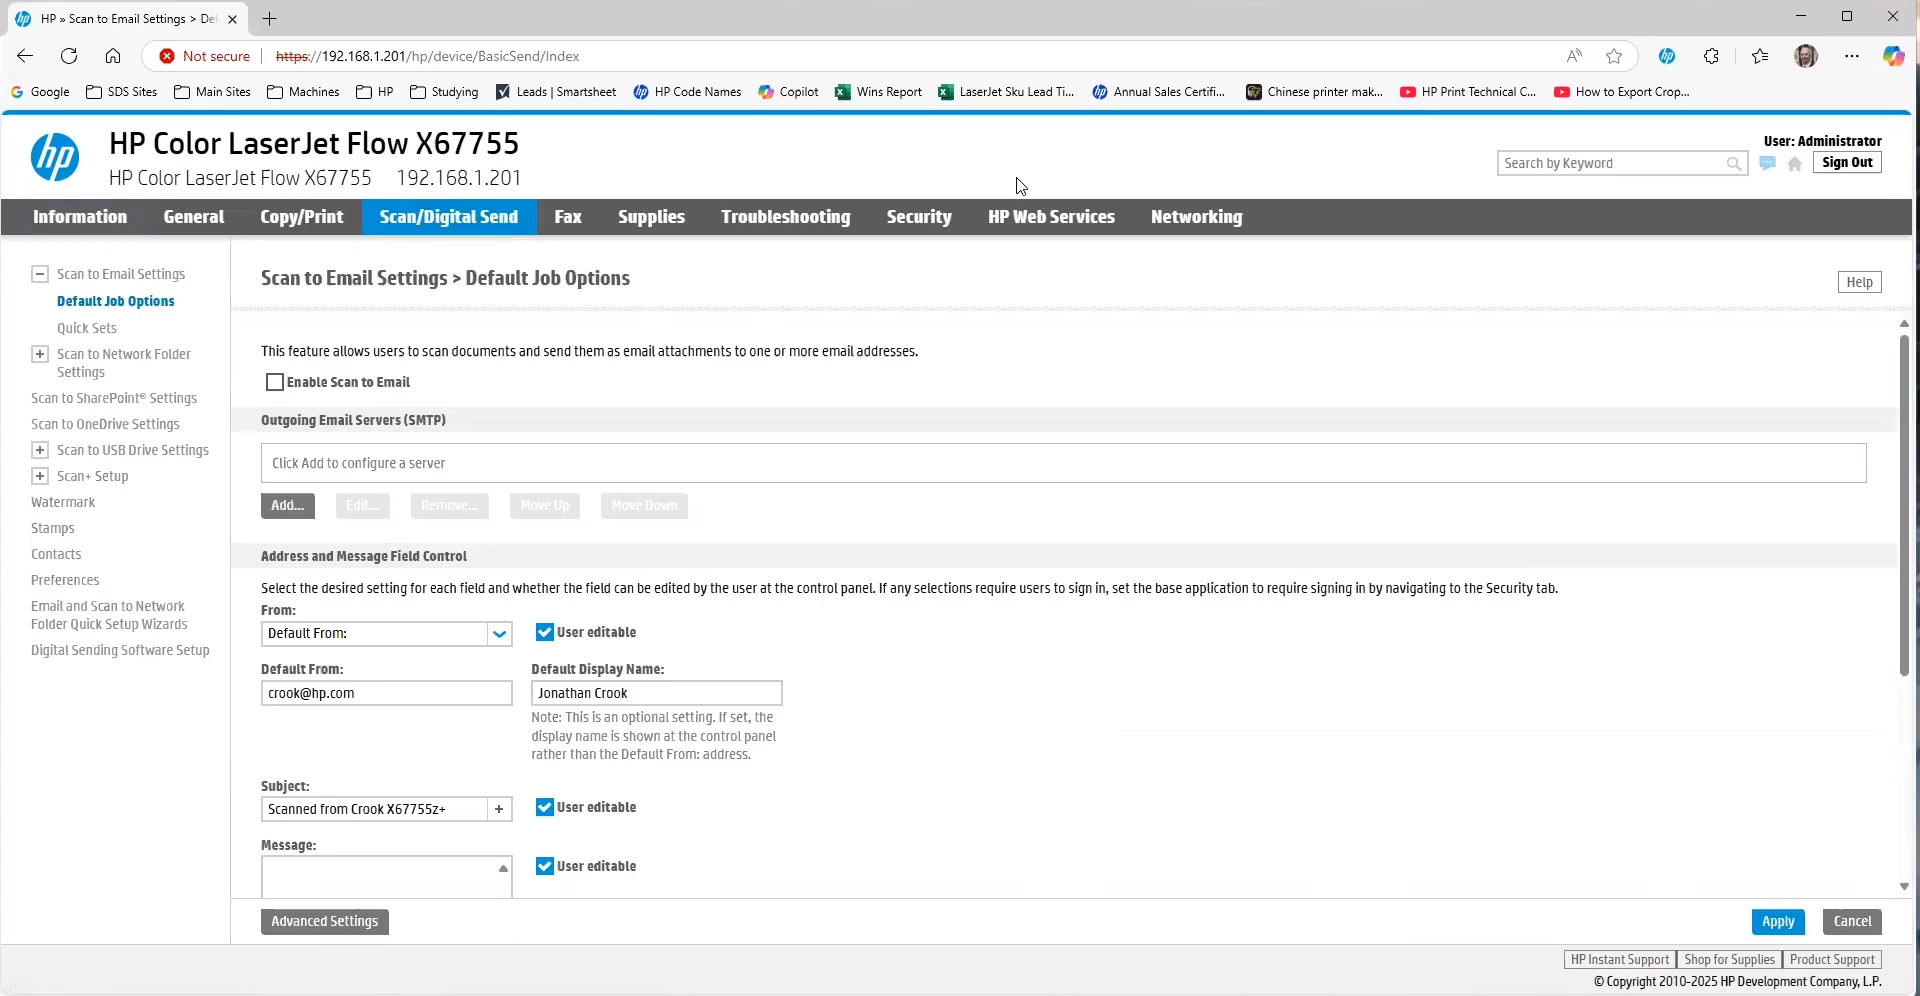 HP » Scan to Email Settings > De
Not secure
https://192.168.1.201/hp/device/BasicSend/Index
Google
SDS Sites
Main Sites
Machines
HP
Studying
Leads | Smartsheet
HP Code Names
Copilot
Wins Report
LaserJet Sku Lead Ti...
Annual Sales Certifi...
Chinese printer mak...
HP Print Technical C...
How to Export Crop...
hp
HP Color LaserJet Flow X67755
HP Color LaserJet Flow X67755 192.168.1.201
User: Administrator
Search by Keyword
Sign Out
Information
General
Copy/Print
Scan/Digital Send
Fax
Supplies
Troubleshooting
Security
HP Web Services
Networking
Scan to Email Settings
Default Job Options
Quick Sets
Scan to Network Folder
Settings
Scan to SharePoint® Settings
Scan to OneDrive Settings
Scan to USB Drive Settings
Scan+ Setup
Watermark
Stamps
Contacts
Preferences
Email and Scan to Network
Folder Quick Setup Wizards
Digital Sending Software Setup
Scan to Email Settings > Default Job Options
Help
This feature allows users to scan documents and send them as email attachments to one or more email addresses.
Enable Scan to Email
Outgoing Email Servers (SMTP)
Click Add to configure a server
Add...
Edit...
Remove...
Move Up
Move Down
Address and Message Field Control
Select the desired setting for each field and whether the field can be edited by the user at the control panel. If any selections require users to sign in, set the base application to require signing in by navigating to the Security tab.
From:
Default From:
User editable
Default From:
Default Display Name:
crook@hp.com
Jonathan Crook
Note: This is an optional setting. If set, the
display name is shown at the control panel
rather than the Default From: address.
Subject:
Scanned from Crook X67755z+
User editable
Message:
User editable
Advanced Settings
Apply
Cancel
HP Instant Support
Shop for Supplies
Product Support
© Copyright 2010-2025 HP Development Company, L.P.